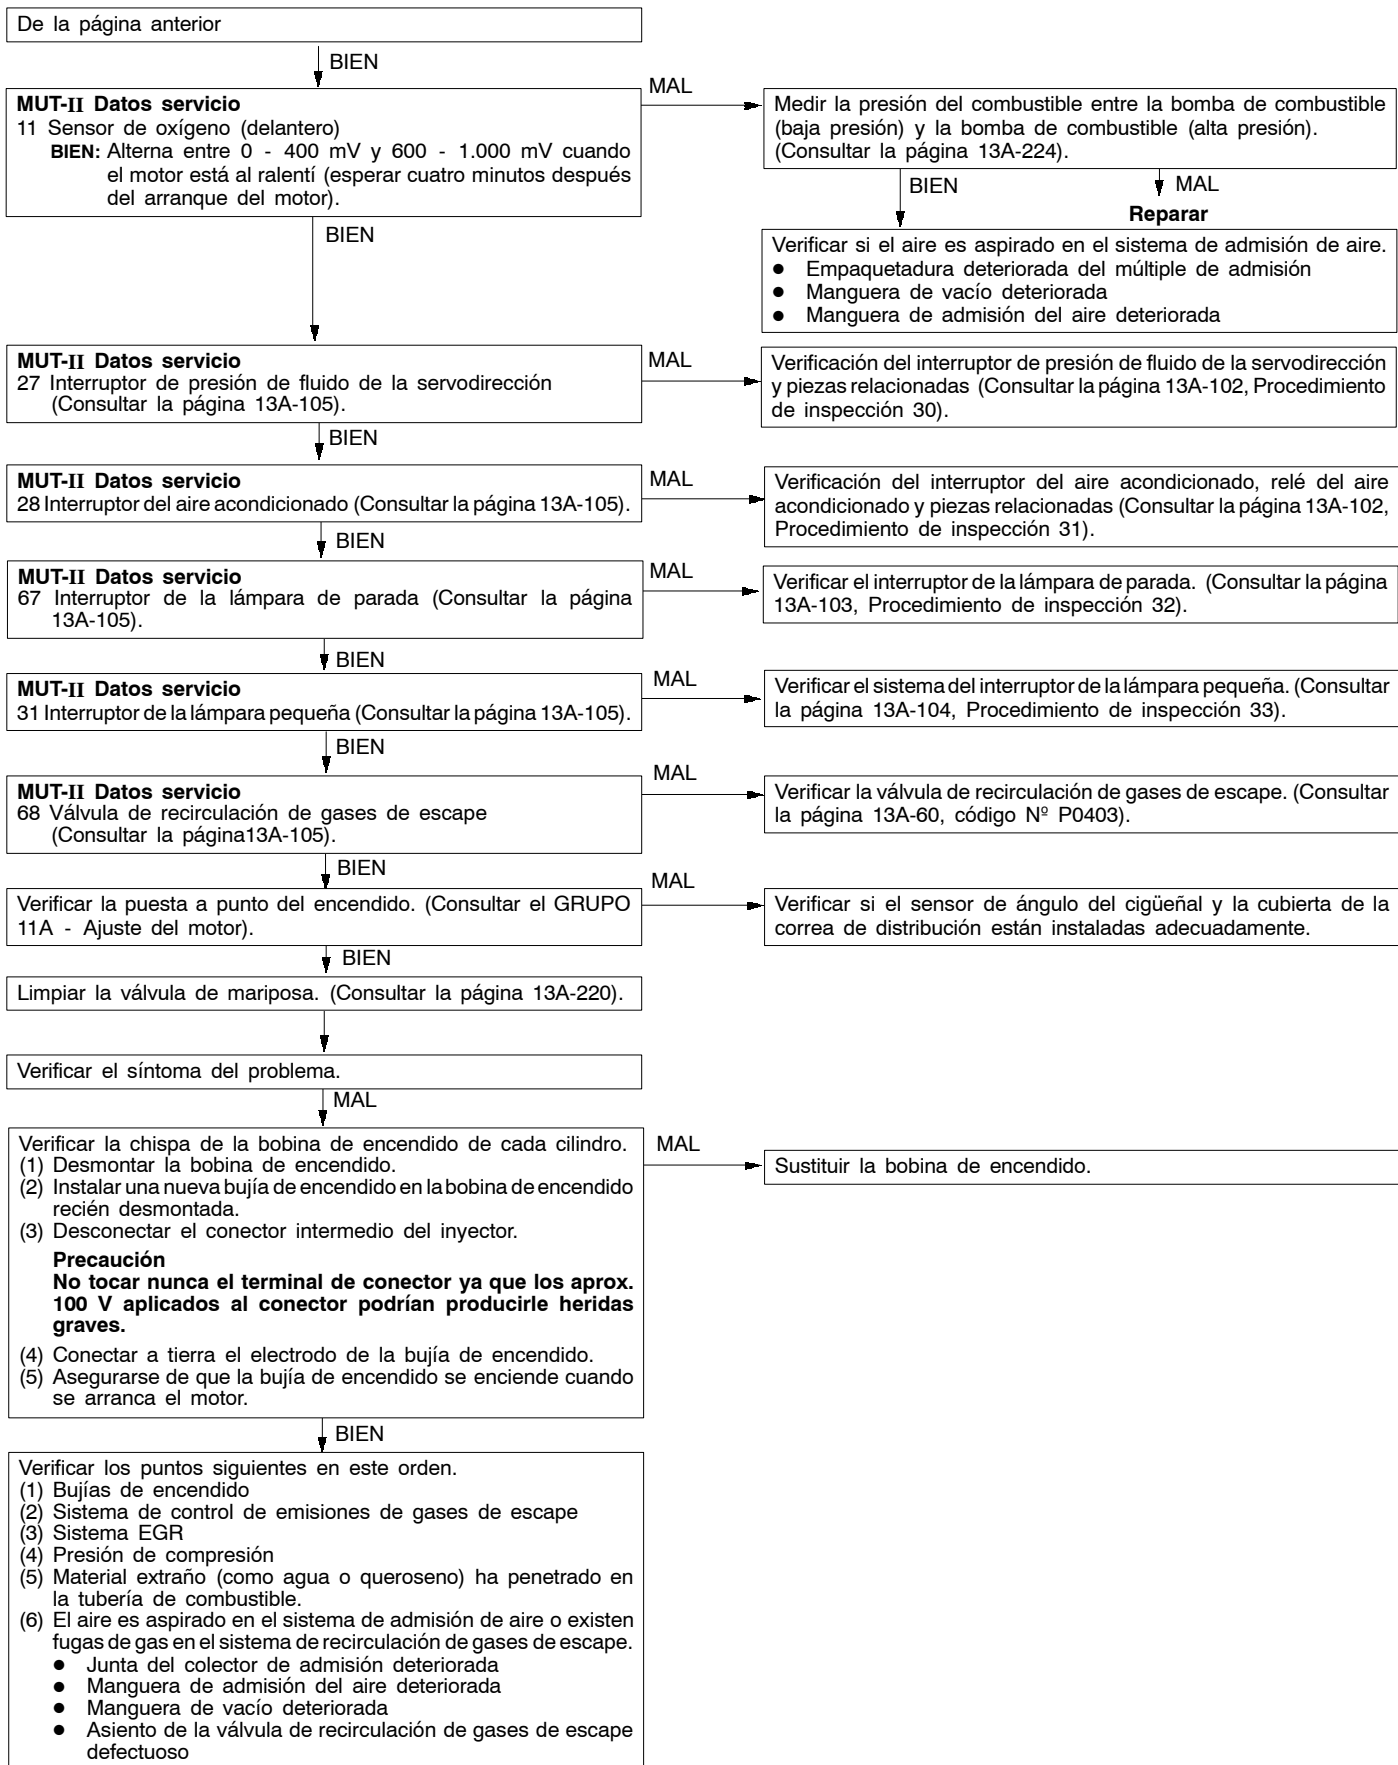 De la página anterior
BIEN
MUT-II Datos servicio
11 Sensor de oxígeno (delantero)
BIEN: Alterna entre 0 - 400 mV y 600 - 1.000 mV cuando
el motor está al ralentí (esperar cuatro minutos después
del arranque del motor).
MAL
Medir la presión del combustible entre la bomba de combustible
(baja presión) y la bomba de combustible (alta presión).
(Consultar la página 13A-224).
BIEN
MAL
Reparar
Verificar si el aire es aspirado en el sistema de admisión de aire.
● Empaquetadura deteriorada del múltiple de admisión
● Manguera de vacío deteriorada
● Manguera de admisión del aire deteriorada
BIEN
MUT-II Datos servicio
27 Interruptor de presión de fluido de la servodirección
(Consultar la página 13A-105).
MAL
Verificación del interruptor de presión de fluido de la servodirección
y piezas relacionadas (Consultar la página 13A-102, Procedimiento
de inspección 30).
BIEN
MUT-II Datos servicio
28 Interruptor del aire acondicionado (Consultar la página 13A-105).
MAL
Verificación del interruptor del aire acondicionado, relé del aire
acondicionado y piezas relacionadas (Consultar la página 13A-102,
Procedimiento de inspección 31).
BIEN
MUT-II Datos servicio
67 Interruptor de la lámpara de parada (Consultar la página
13A-105).
MAL
Verificar el interruptor de la lámpara de parada. (Consultar la página
13A-103, Procedimiento de inspección 32).
BIEN
MUT-II Datos servicio
31 Interruptor de la lámpara pequeña (Consultar la página 13A-105).
MAL
Verificar el sistema del interruptor de la lámpara pequeña. (Consultar
la página 13A-104, Procedimiento de inspección 33).
BIEN
MUT-II Datos servicio
68 Válvula de recirculación de gases de escape
(Consultar la página13A-105).
MAL
Verificar la válvula de recirculación de gases de escape. (Consultar
la página 13A-60, código Nº P0403).
BIEN
Verificar la puesta a punto del encendido. (Consultar el GRUPO
11A - Ajuste del motor).
MAL
Verificar si el sensor de ángulo del cigüeñal y la cubierta de la
correa de distribución están instaladas adecuadamente.
BIEN
Limpiar la válvula de mariposa. (Consultar la página 13A-220).
Verificar el síntoma del problema.
MAL
Verificar la chispa de la bobina de encendido de cada cilindro.
(1) Desmontar la bobina de encendido.
(2) Instalar una nueva bujía de encendido en la bobina de encendido
recién desmontada.
(3) Desconectar el conector intermedio del inyector.
Precaución
No tocar nunca el terminal de conector ya que los aprox.
100 V aplicados al conector podrían producirle heridas
graves.
(4) Conectar a tierra el electrodo de la bujía de encendido.
(5) Asegurarse de que la bujía de encendido se enciende cuando
se arranca el motor.
MAL
Sustituir la bobina de encendido.
BIEN
Verificar los puntos siguientes en este orden.
(1) Bujías de encendido
(2) Sistema de control de emisiones de gases de escape
(3) Sistema EGR
(4) Presión de compresión
(5) Material extraño (como agua o queroseno) ha penetrado en
la tubería de combustible.
(6) El aire es aspirado en el sistema de admisión de aire o existen
fugas de gas en el sistema de recirculación de gases de escape.
● Junta del colector de admisión deteriorada
● Manguera de admisión del aire deteriorada
● Manguera de vacío deteriorada
● Asiento de la válvula de recirculación de gases de escape
defectuoso